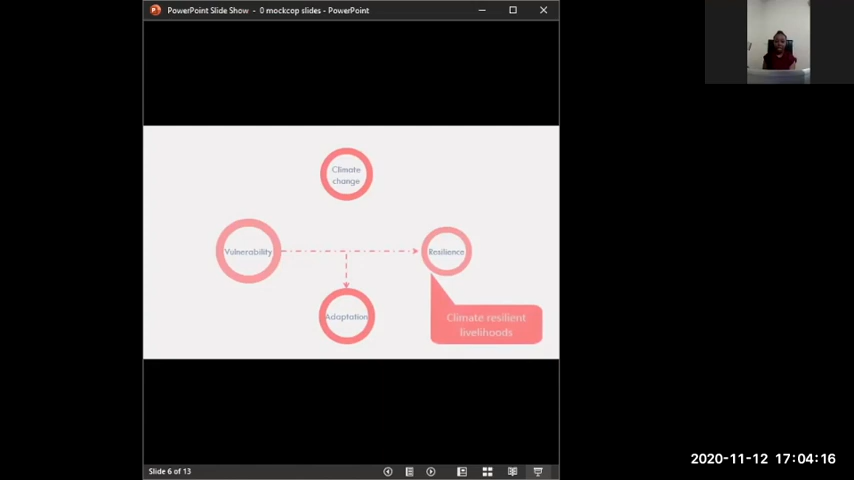 PowerPoint Slide Show - 0 mockcop slides - PowerPoint
Climate
change
Vulnerability
Resilience
Adaptation
Climate resilient
livelihoods
2020-11-12 17:04:16
Slide 6 of 13